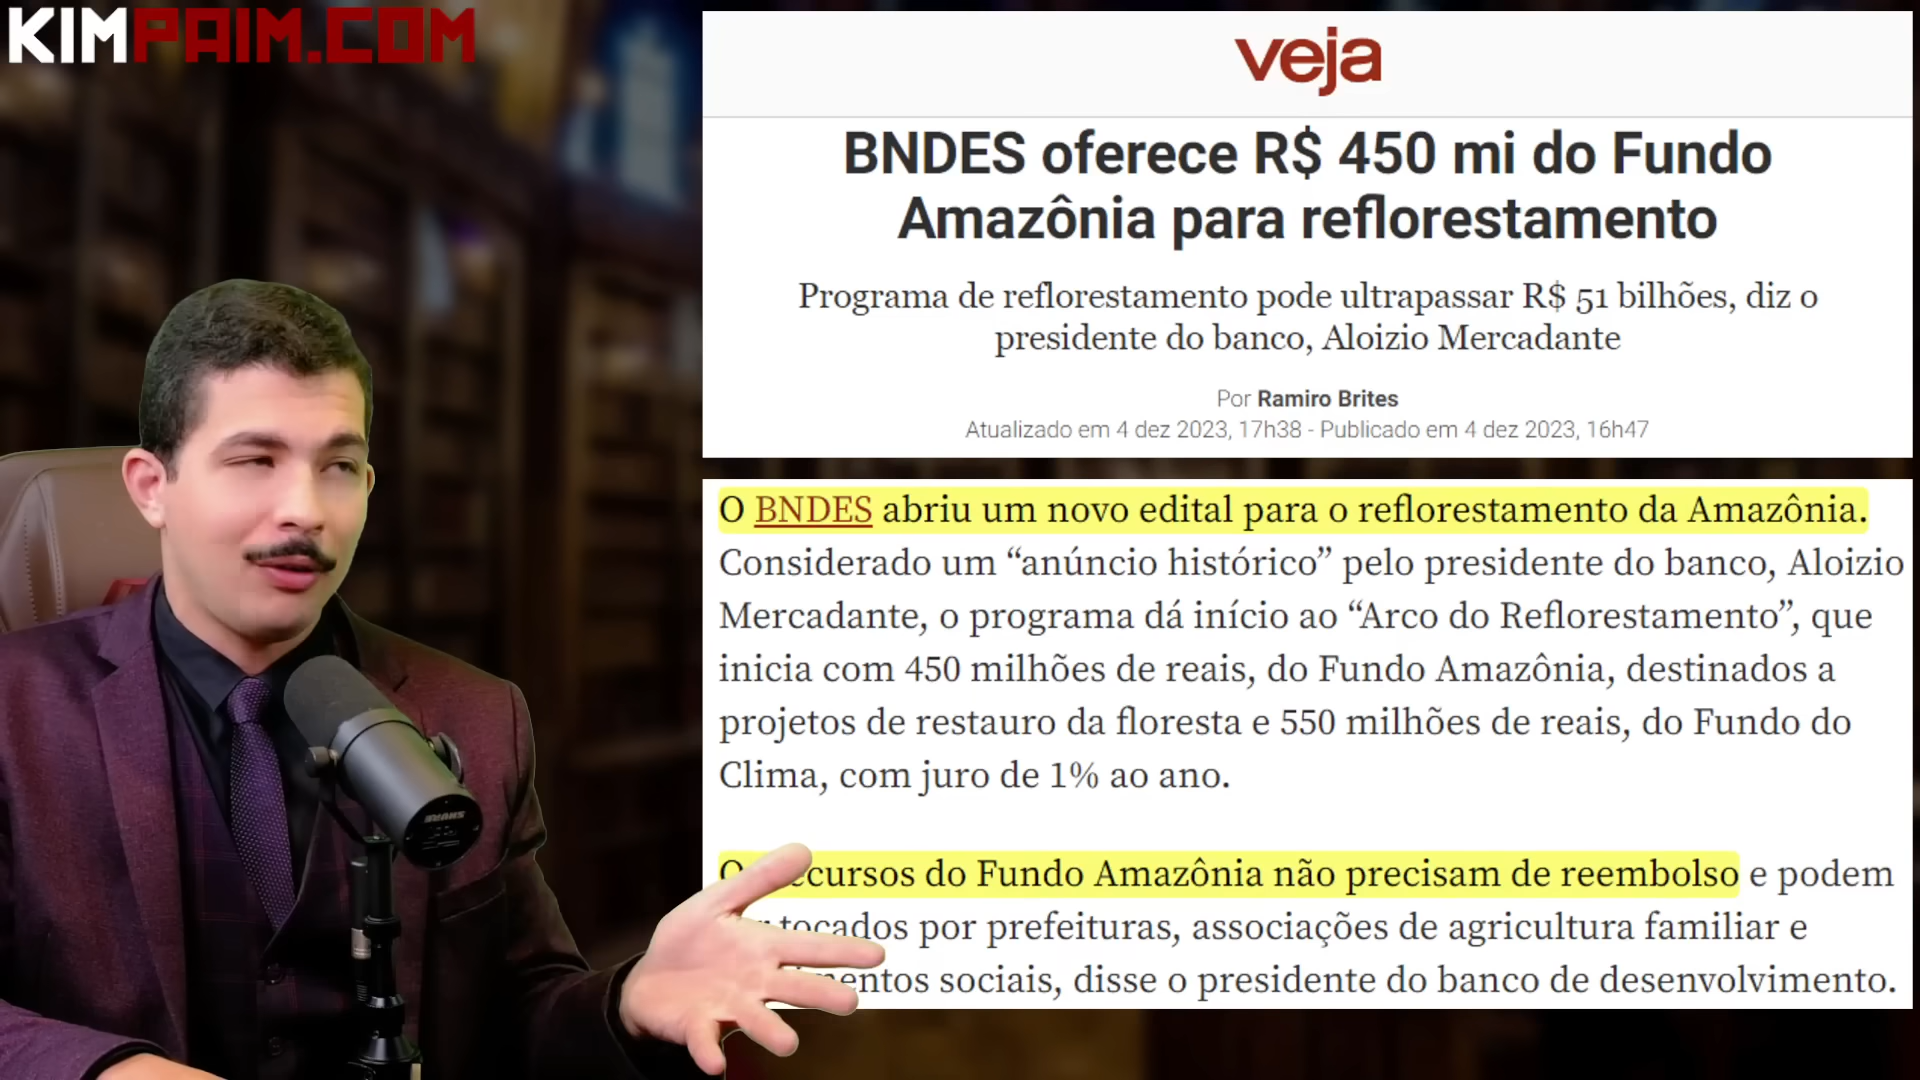 KIMPAIM.COM
veja
BNDES oferece R$ 450 mi do Fundo
Amazônia para reflorestamento
Programa de reflorestamento pode ultrapassar R$ 51 bilhões, diz o
presidente do banco, Aloizio Mercadante
Por Ramiro Brites
Atualizado em 4 dez 2023, 17h38 - Publicado em 4 dez 2023, 16h47
O BNDES abriu um novo edital para o reflorestamento da Amazônia.
Considerado um “anúncio histórico” pelo presidente do banco, Aloizio
Mercadante, o programa dá início ao “Arco do Reflorestamento”, que
inicia com 450 milhões de reais, do Fundo Amazônia, destinados a
projetos de restauro da floresta e 550 milhões de reais, do Fundo do
Clima, com juro de 1% ao ano.
do Fundo Amazônia não precisam de reembolso e podem
tocados por prefeituras, associações de agricultura familiar e
sociais, disse o presidente do banco de desenvolvimento.
SHURE